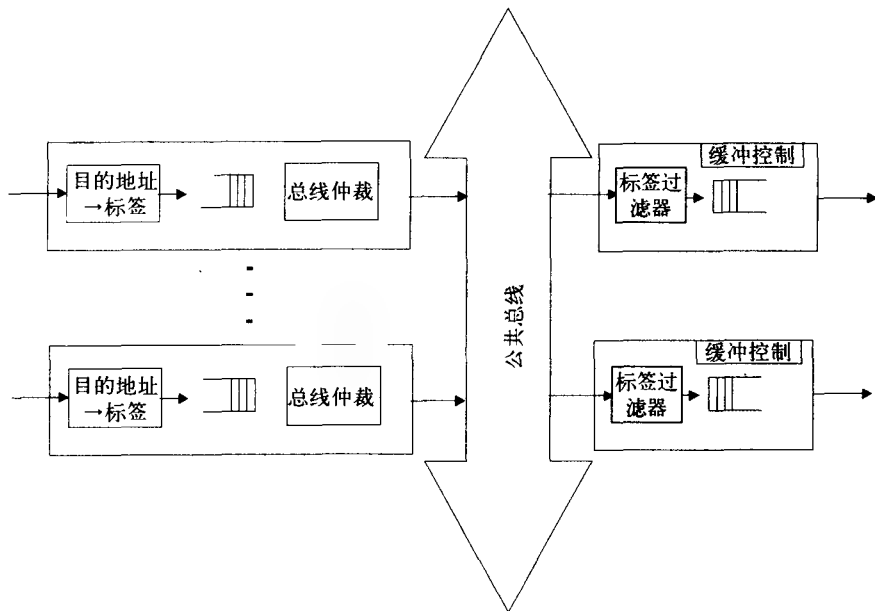 目的地址
→标签
总线仲裁
缓冲控制
标签过
滤器
公共总线
目的地址
→标签
总线仲裁
缓冲控制
标签过
滤器